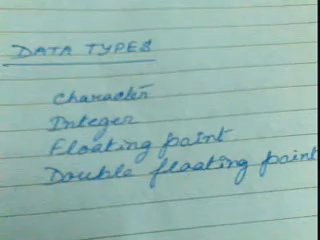 DATA TYPES
Character
Integer
Floating point
Double floating point